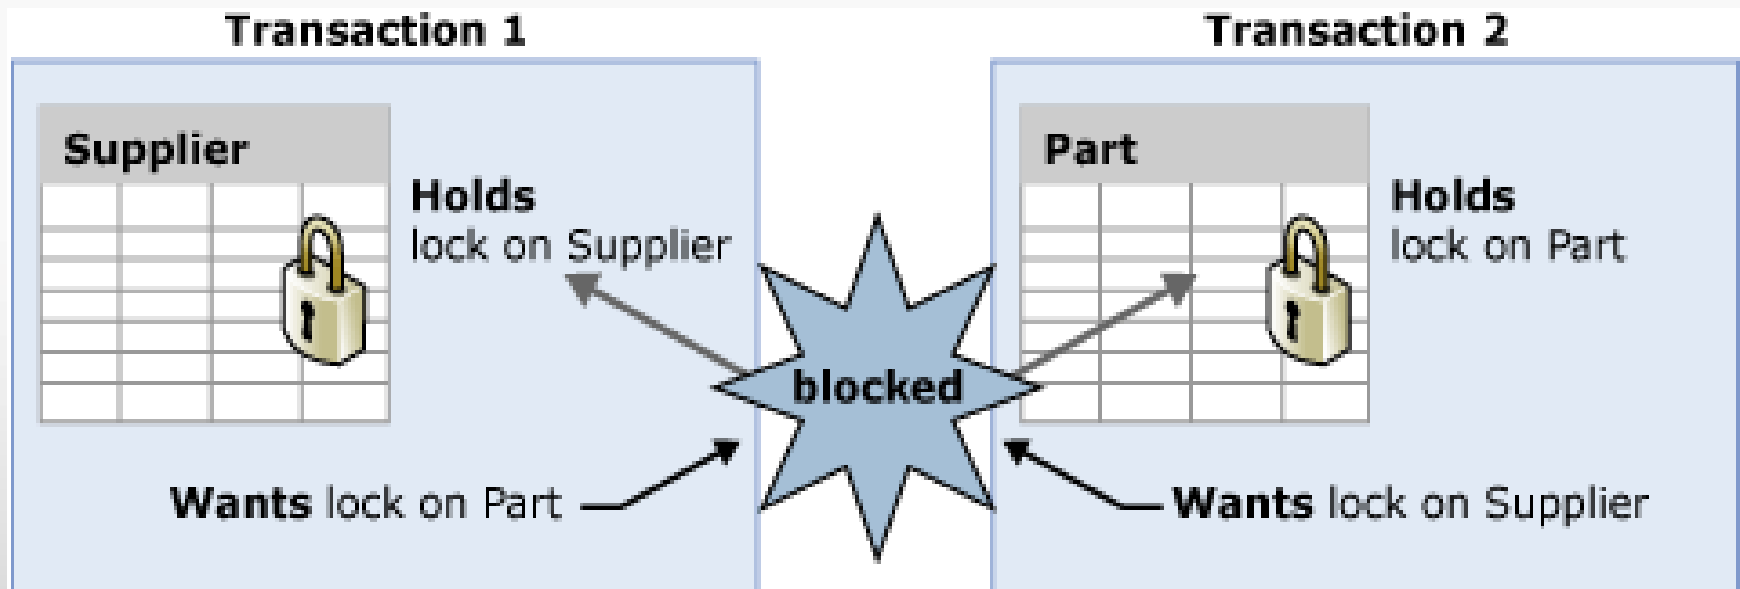 Transaction 1
Transaction 2
Supplier
Holds
lock on Supplier
Wants lock on Part
blocked
Part
Holds
lock on Part
Wants lock on Supplier